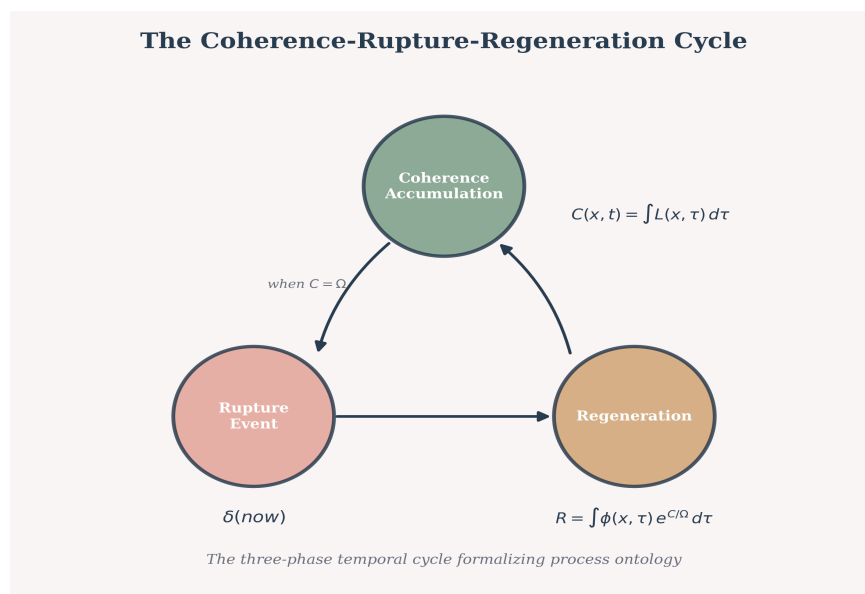 The Coherence-Rupture-Regeneration Cycle
Coherence
Accumulation
C(x, t) = ∫L(x, τ) dτ
when C = Ω
Rupture
Event
Regeneration
δ(now)
R = ∫ϕ(x, τ) e^{C/Ω} dτ
The three-phase temporal cycle formalizing process ontology